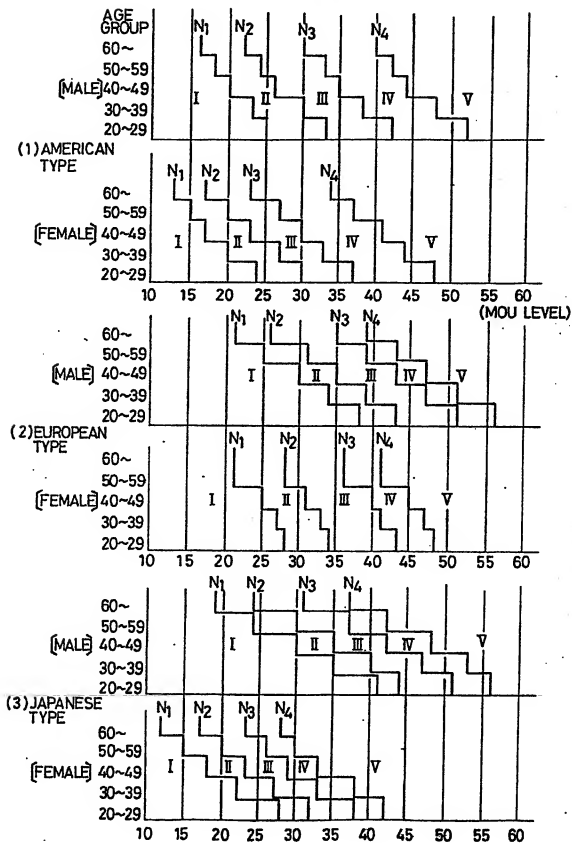 AGE GROUP
N1 N2 N3 N4
60~
50~59
[MALE] 40~49 I II III IV V
30~39
20~29
(1) AMERICAN TYPE
N1 N2 N3 N4
60~
50~59
[FEMALE] 40~49 I II III IV V
30~39
20~29
10 15 20 25 30 35 40 45 50 55 60
(MOU LEVEL)
N1 N2 N3 N4
60~
50~59
[MALE] 40~49 I II III IV V
30~39
20~29
(2) EUROPEAN TYPE
N1 N2 N3 N4
60~
50~59
[FEMALE] 40~49 I II III IV V
30~39
20~29
10 15 20 25 30 35 40 45 50 55 60
N1 N2 N3 N4
60~
50~59
[MALE] 40~49 I II III IV V
30~39
20~29
(3) JAPANESE TYPE
N1 N2 N3 N4
60~
50~59
[FEMALE] 40~49 I II III IV V
30~39
20~29
10 15 20 25 30 35 40 45 50 55 60